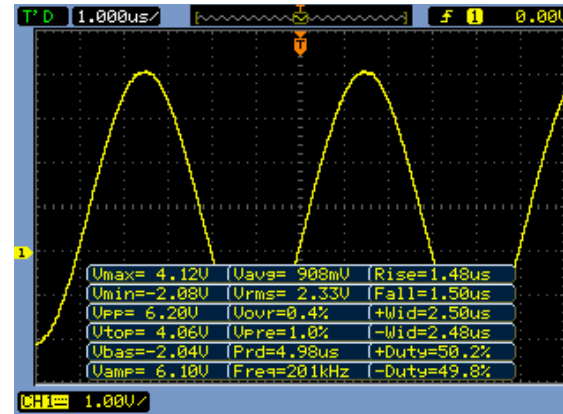 T'D 1.000us/ T f 1 0.00V
T
1
Vmax= 4.12V Vavg= 908mV Rise=1.48us
Vmin=-2.08V Vrms= 2.33V Fall=1.50us
VPP= 6.20V Vovr=0.4% +Wid=2.50us
Vtop= 4.06V Vpre=1.0% -Wid=2.48us
Vbas=-2.04V Prd=4.98us +Duty=50.2%
Vamp= 6.10V Freq=201kHz -Duty=49.8%
CH1 1.00V/